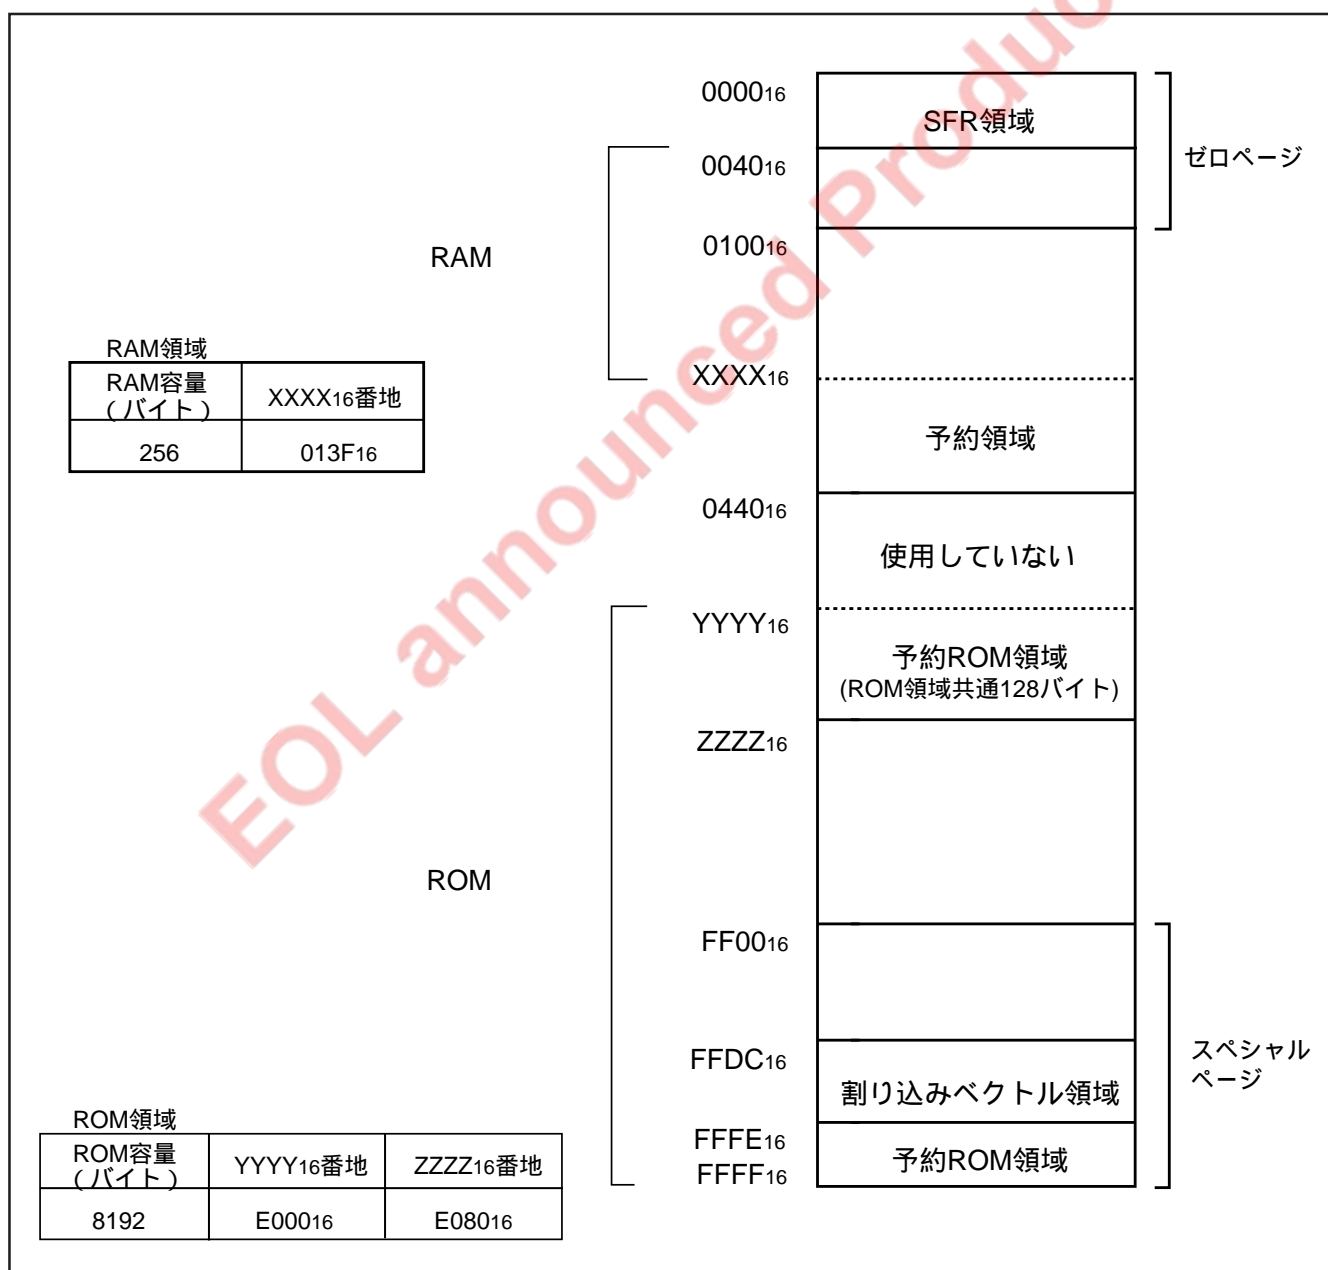 EOL announced Produc
0000₁₆
SFR領域
ゼロページ
0040₁₆
0100₁₆
RAM
XXXX₁₆
RAM領域
RAM容量
(バイト)
XXXX₁₆番地
256
013F₁₆
予約領域
0440₁₆
使用していない
YYYY₁₆
予約ROM領域
(ROM領域共通128バイト)
ZZZZ₁₆
ROM
FF00₁₆
スペシャル
ページ
FFDC₁₆
割り込みベクトル領域
FFFE₁₆
FFFF₁₆
予約ROM領域
ROM領域
ROM容量
(バイト)
YYYY₁₆番地
ZZZZ₁₆番地
8192
E000₁₆
E080₁₆